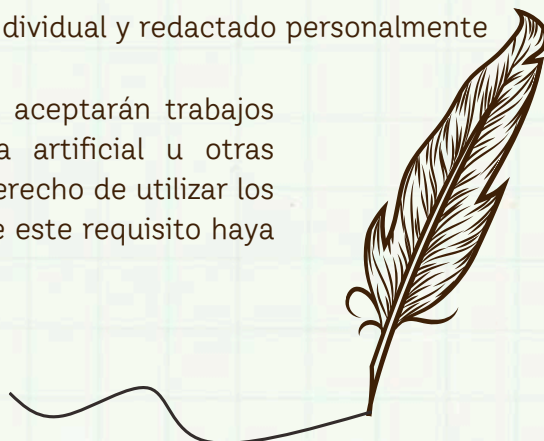 dividual y redactado personalmente
aceptarán trabajos
a artificial u otras
erecho de utilizar los
e este requisito haya